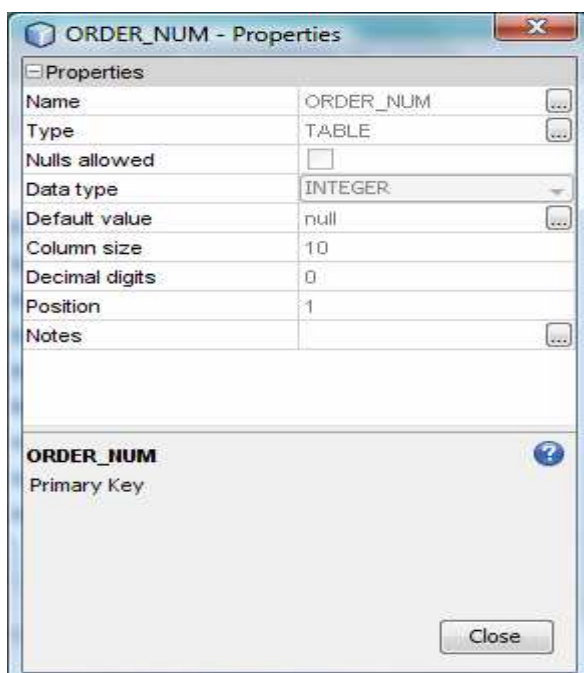 ORDER_NUM - Properties
Properties
Name ORDER_NUM ...
Type TABLE ...
Nulls allowed
Data type INTEGER
Default value null ...
Column size 10
Decimal digits 0
Position 1
Notes ...
ORDER_NUM
Primary Key
Close